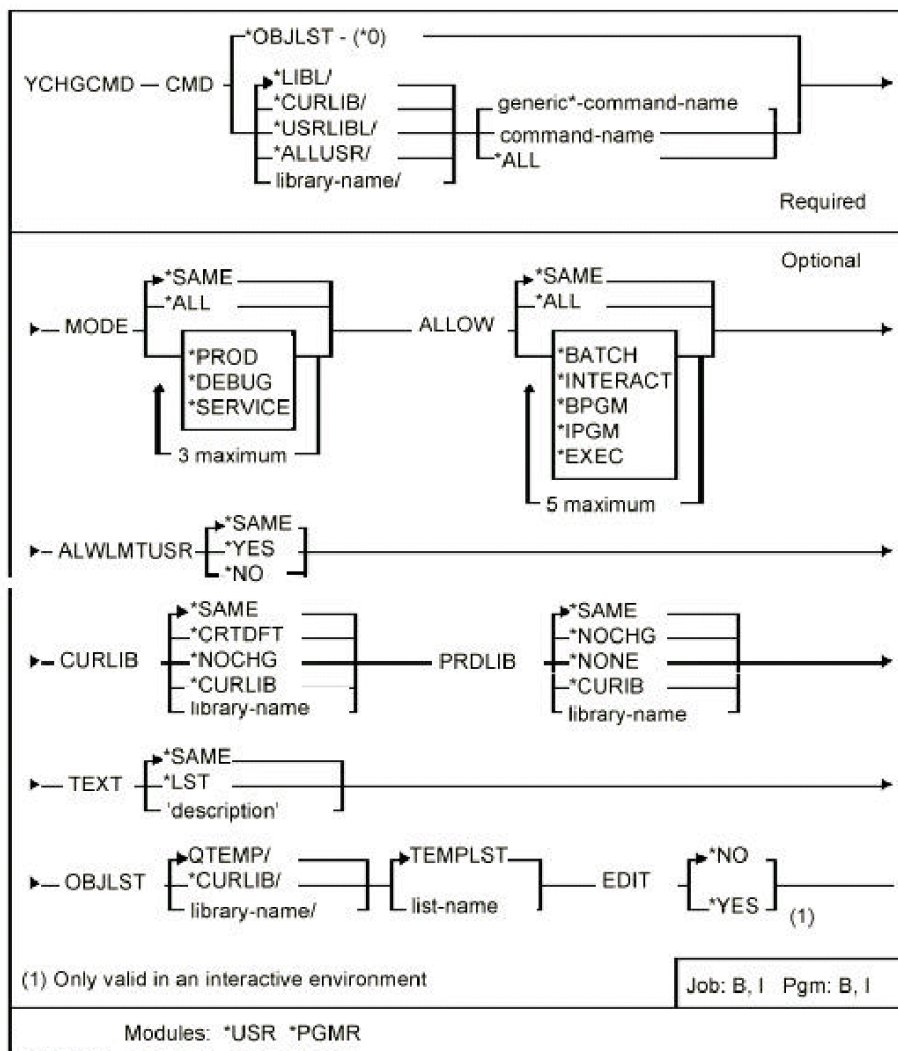 *OBJLST - (*0)
YCHGCMD — CMD
*LIBL/
*CURLIB/
*USRLIBL/
*ALLUSR/
library-name/
generic*-command-name
command-name
*ALL
Required
Optional
MODE
*SAME
*ALL
*PROD
*DEBUG
*SERVICE
3 maximum
ALLOW
*SAME
*ALL
*BATCH
*INTERACT
*BPGM
*IPGM
*EXEC
5 maximum
ALWLMTUSR
*SAME
*YES
*NO
CURLIB
*SAME
*CRTDFT
*NOCHG
*CURLIB
library-name
PRDLIB
*SAME
*NOCHG
*NONE
*CURIB
library-name
TEXT
*SAME
*LST
'description'
OBJLST
QTEMP/
*CURLIB/
library-name/
TEMPLST
list-name
EDIT
*NO
*YES
(1)
(1) Only valid in an interactive environment
Job: B, I Pgm: B, I
Modules: *USR *PGMR